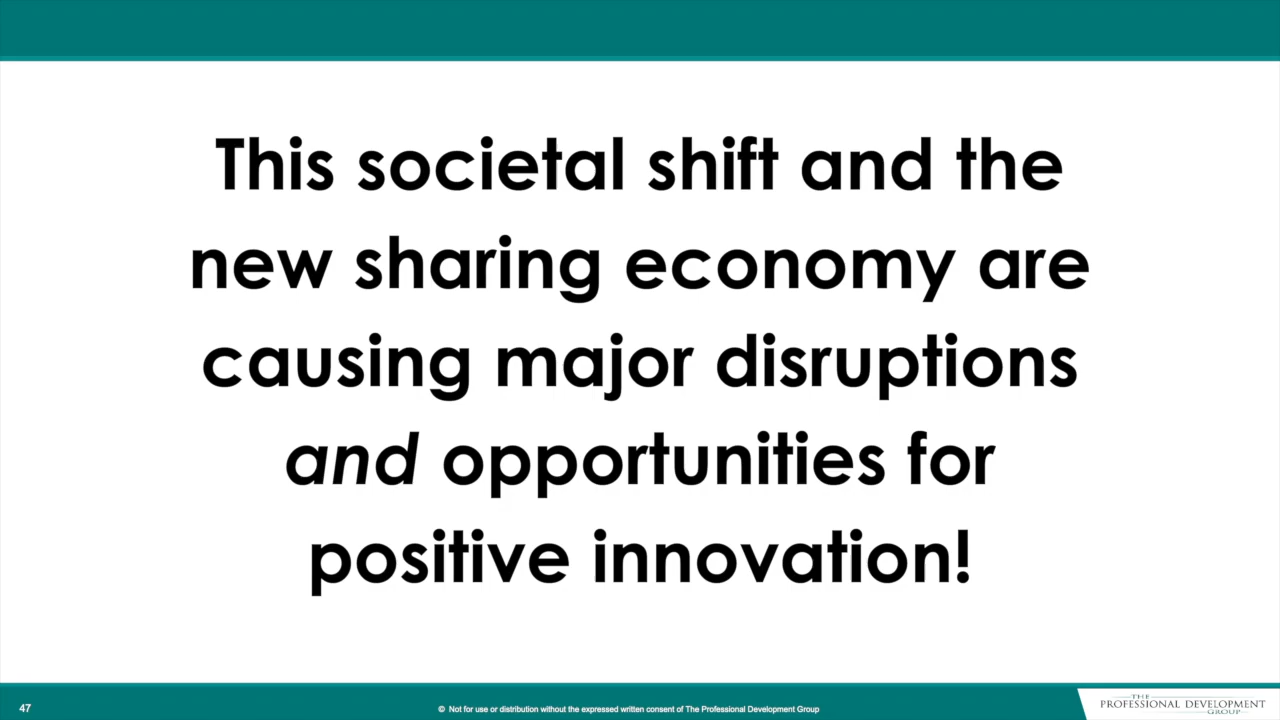 This societal shift and the
new sharing economy are
causing major disruptions
and opportunities for
positive innovation!
47
© Not for use or distribution without the expressed written consent of The Professional Development Group
THE
PROFESSIONAL DEVELOPMENT
GROUP